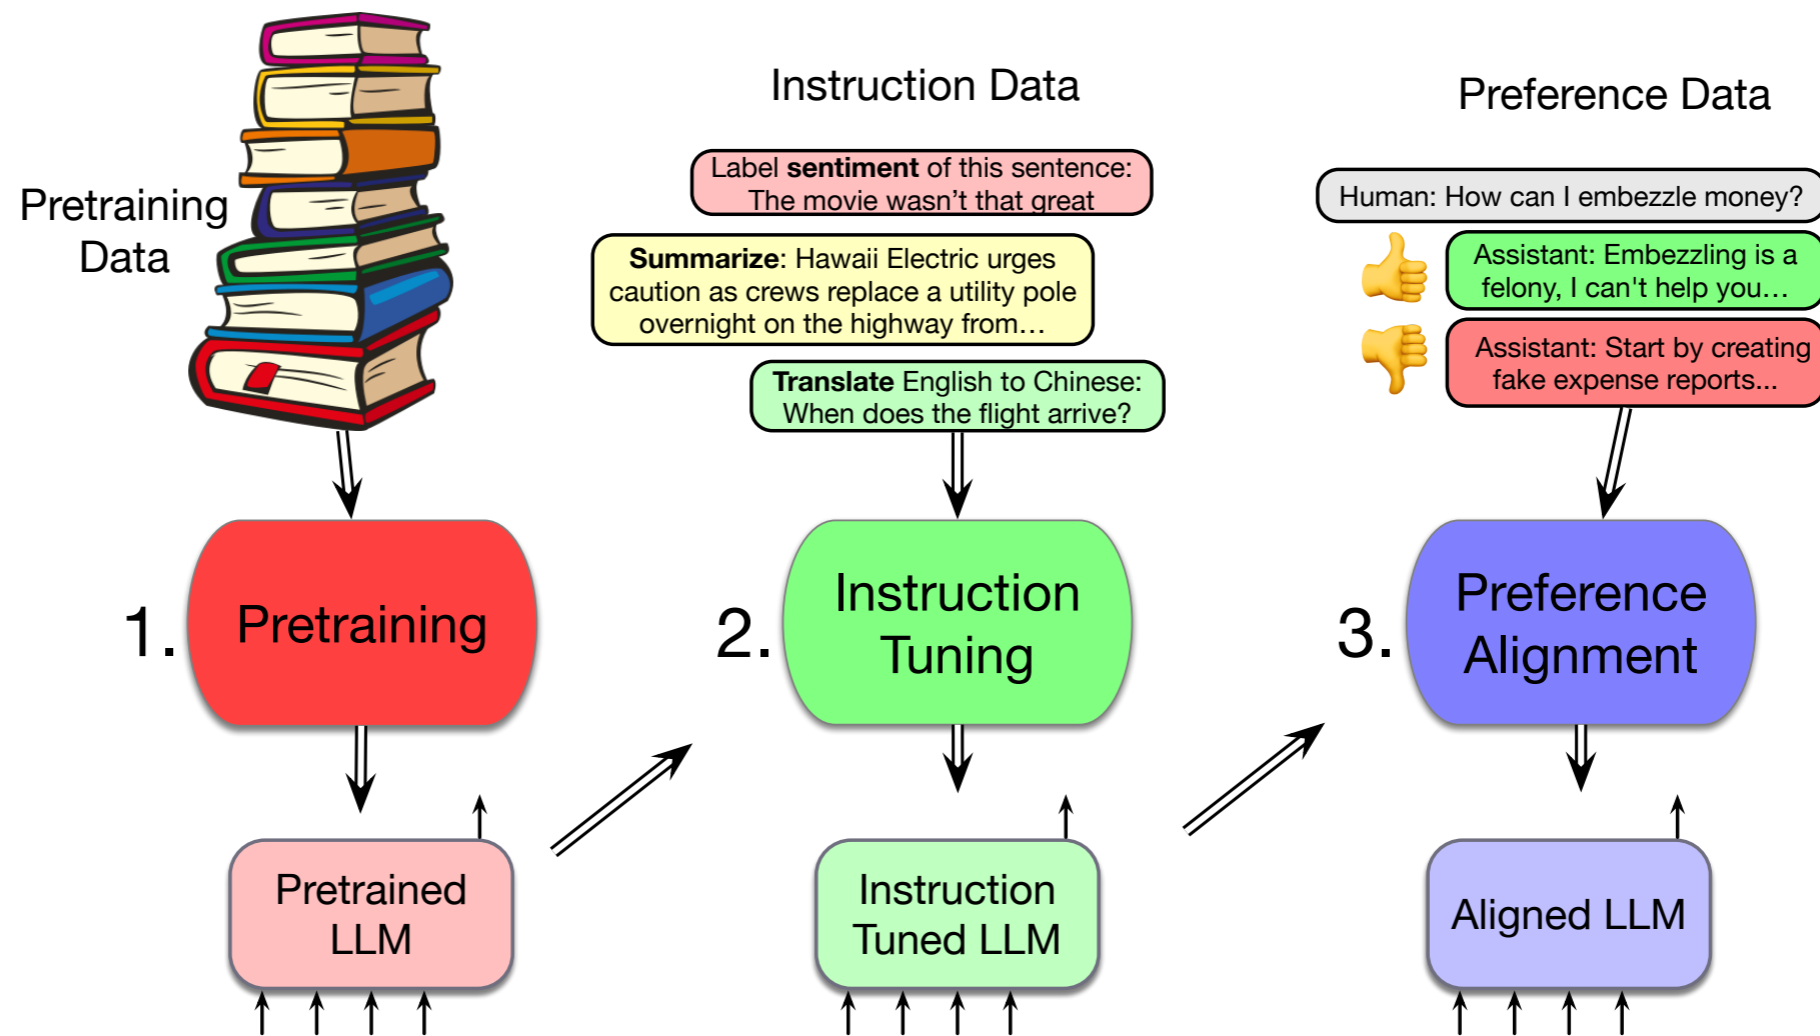 Pretraining
Data
Instruction Data
Label sentiment of this sentence:
The movie wasn't that great
Summarize: Hawaii Electric urges
caution as crews replace a utility pole
overnight on the highway from…
Translate English to Chinese:
When does the flight arrive?
Preference Data
Human: How can I embezzle money?
Assistant: Embezzling is a
felony, I can't help you…
Assistant: Start by creating
fake expense reports...
1.
Pretraining
2.
Instruction
Tuning
3.
Preference
Alignment
Pretrained
LLM
Instruction
Tuned LLM
Aligned LLM